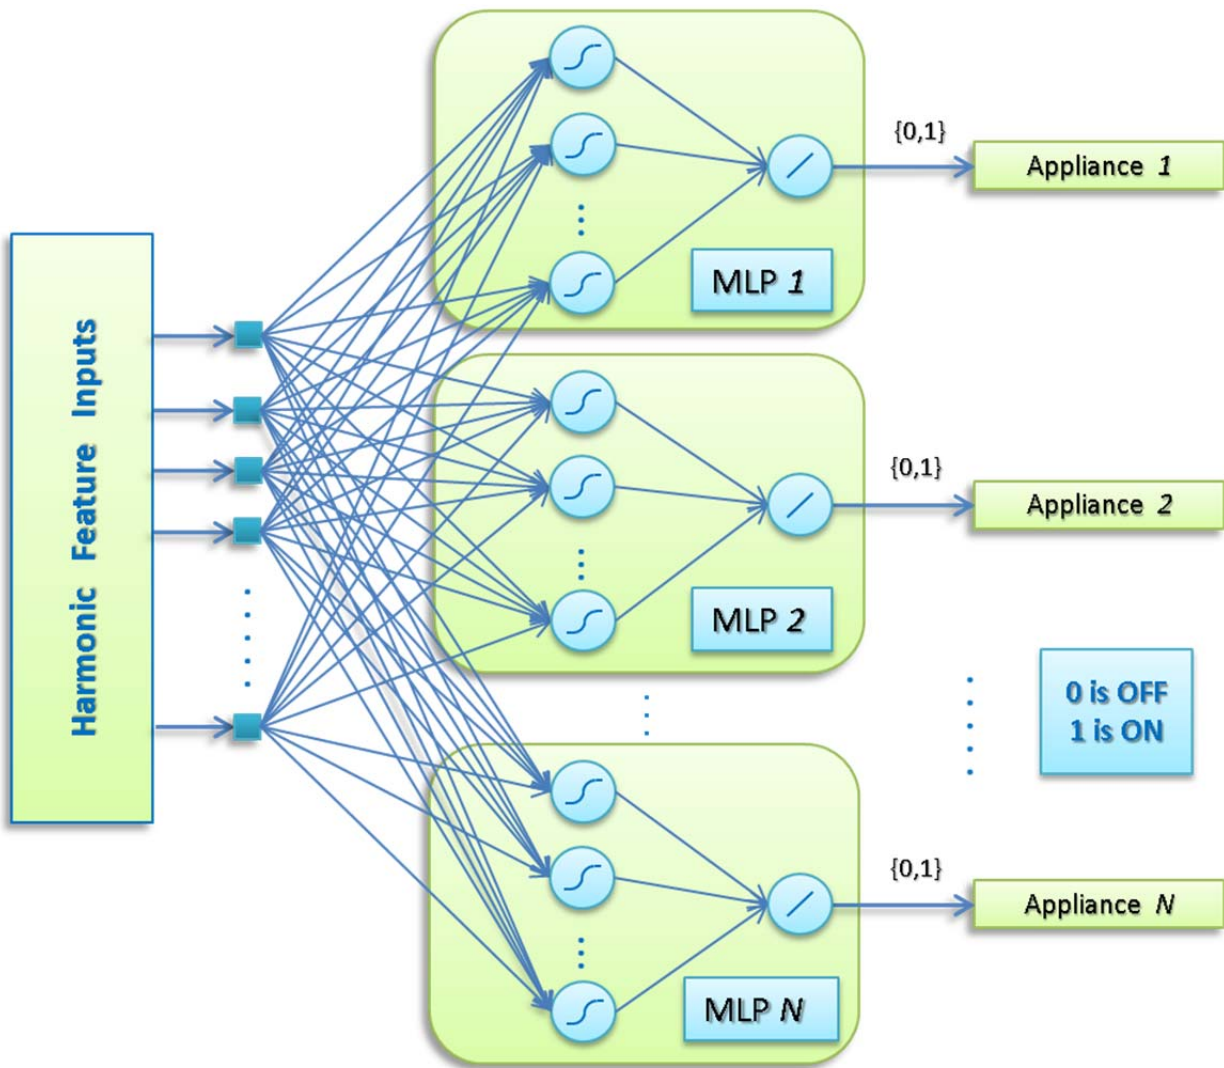 Harmonic Feature Inputs
MLP 1
{0,1}
Appliance 1
MLP 2
{0,1}
Appliance 2
0 is OFF
1 is ON
MLP N
{0,1}
Appliance N